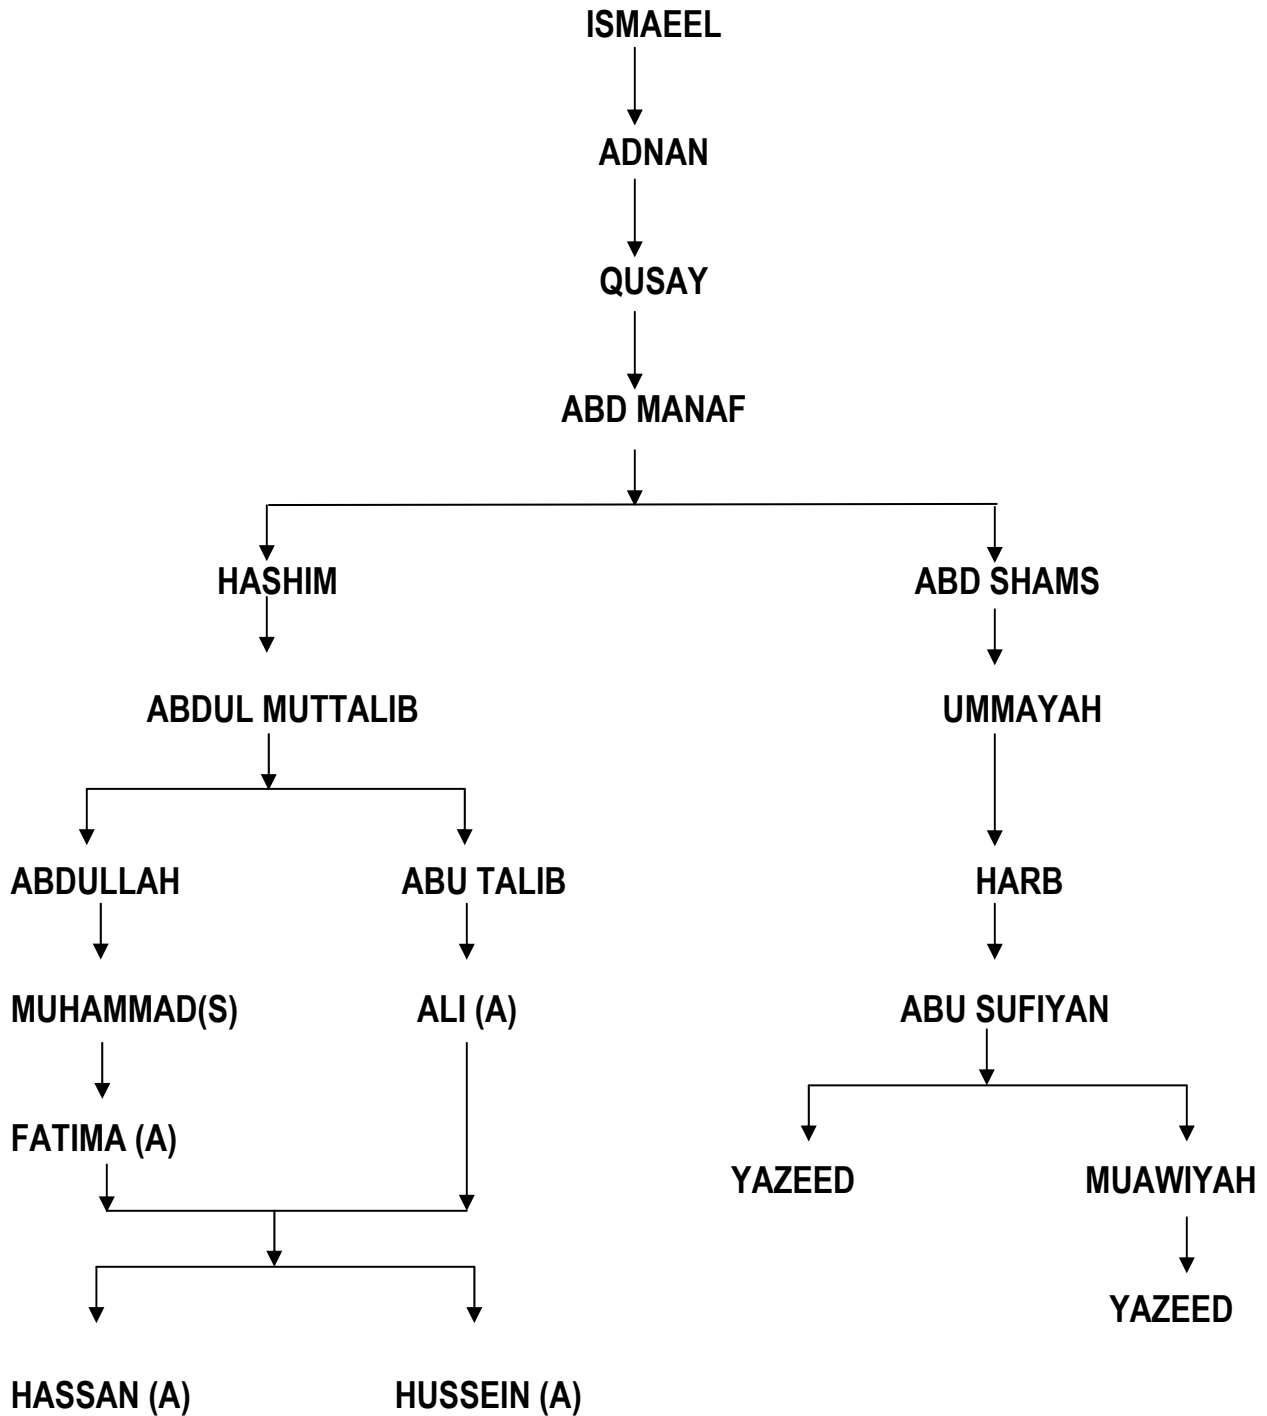 ISMAEEL
ADNAN
QUSAY
ABD MANAF
HASHIM ABD SHAMS
ABDUL MUTTALIB UMMAYAH
ABDULLAH ABU TALIB HARB
MUHAMMAD(S) ALI (A) ABU SUFIYAN
FATIMA (A)
YAZEED MUAWIYAH
YAZEED
HASSAN (A) HUSSEIN (A)